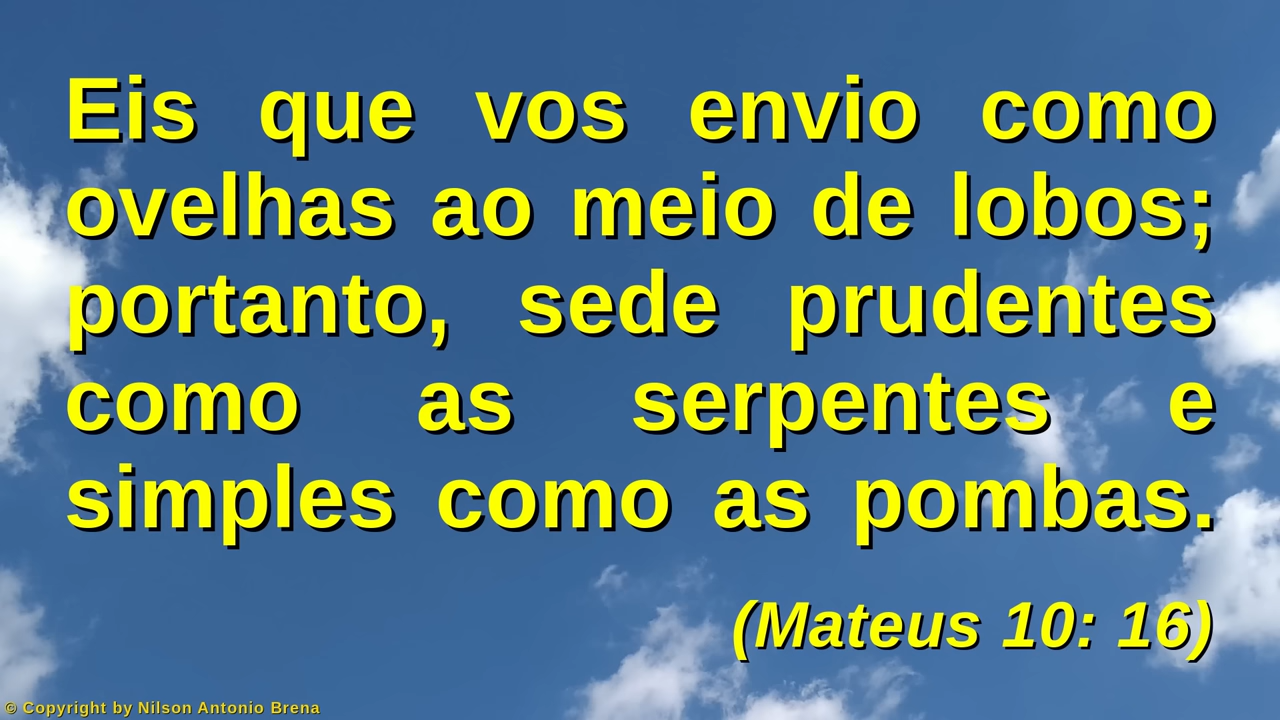 Eis que vos envio como
ovelhas ao meio de lobos;
portanto, sede prudentes
como as serpentes e
simples como as pombas.
(Mateus 10: 16)
© Copyright by Nilson Antonio Brena